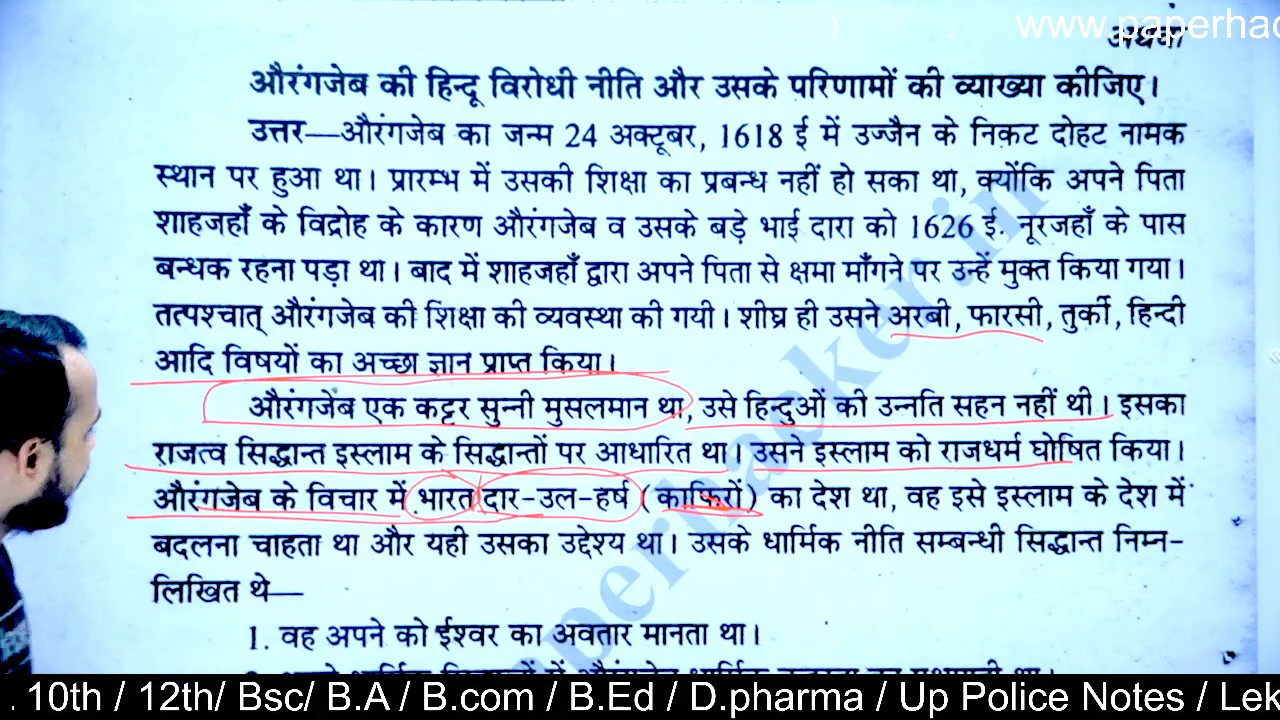 www.paperhac
अथवा
औरंगजेब की हिन्दू विरोधी नीति और उसके परिणामों की व्याख्या कीजिए।
उत्तर—औरंगजेब का जन्म 24 अक्टूबर, 1618 ई में उज्जैन के निकट दोहट नामक
स्थान पर हुआ था। प्रारम्भ में उसकी शिक्षा का प्रबन्ध नहीं हो सका था, क्योंकि अपने पिता
शाहजहाँ के विद्रोह के कारण औरंगजेब व उसके बड़े भाई दारा को 1626 ई. नूरजहाँ के पास
बन्धक रहना पड़ा था। बाद में शाहजहाँ द्वारा अपने पिता से क्षमा माँगने पर उन्हें मुक्त किया गया।
तत्पश्चात् औरंगजेब की शिक्षा की व्यवस्था की गयी। शीघ्र ही उसने अरबी, फारसी, तुर्की, हिन्दी
आदि विषयों का अच्छा ज्ञान प्राप्त किया।
औरंगजेब एक कट्टर सुन्नी मुसलमान था, उसे हिन्दुओं की उन्नति सहन नहीं थी। इसका
राजत्व सिद्धान्त इस्लाम के सिद्धान्तों पर आधारित था। उसने इस्लाम को राजधर्म घोषित किया।
औरंगजेब के विचार में भारत दार-उल-हर्ष (काफिरों) का देश था, वह इसे इस्लाम के देश में
बदलना चाहता था और यही उसका उद्देश्य था। उसके धार्मिक नीति सम्बन्धी सिद्धान्त निम्न-
लिखित थे—
1. वह अपने को ईश्वर का अवतार मानता था।
paperhacker.in
. 10th / 12th/ Bsc/ B.A / B.com / B.Ed / D.pharma / Up Police Notes / Lek